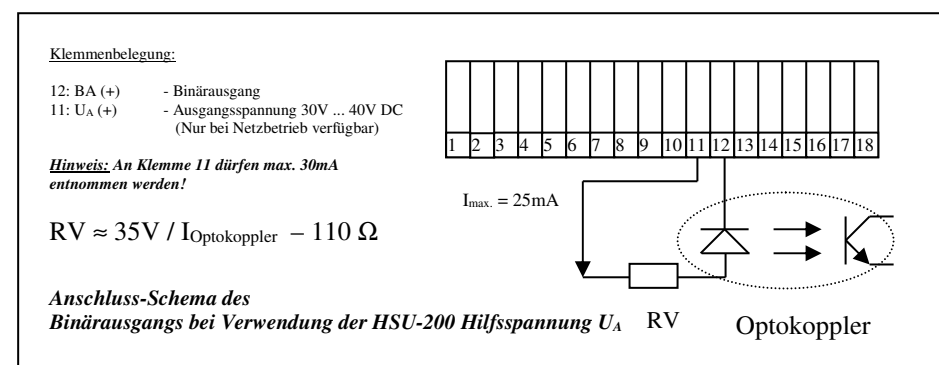 Klemmenbelegung:
12: BA (+) - Binärausgang
11: UA (+) - Ausgangsspannung 30V ... 40V DC
(Nur bei Netzbetrieb verfügbar)
Hinweis: An Klemme 11 dürfen max. 30mA
entnommen werden!
RV ≈ 35V / IOptokoppler – 110 Ω
1 2 3 4 5 6 7 8 9 10 11 12 13 14 15 16 17 18
Imax. = 25mA
Anschluss-Schema des
Binärausgangs bei Verwendung der HSU-200 Hilfsspannung UA
RV
Optokoppler